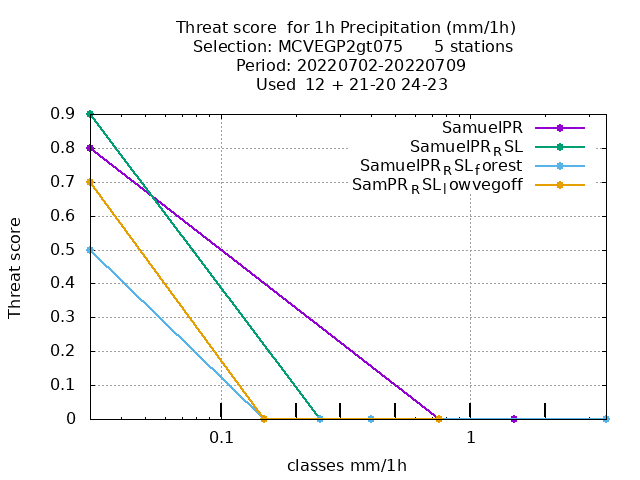 Threat score  for 1h Precipitation (mm/1h)
Selection: MCVEGP2gt075      5 stations
Period: 20220702-20220709
Used  12 + 21-20 24-23
SamuelPR
SamuelPR_RSL
SamuelPR_RSL_forest
SamPR_RSL_lowvegoff
Threat score
0.9
0.8
0.7
0.6
0.5
0.4
0.3
0.2
0.1
0
0.1
1
classes mm/1h